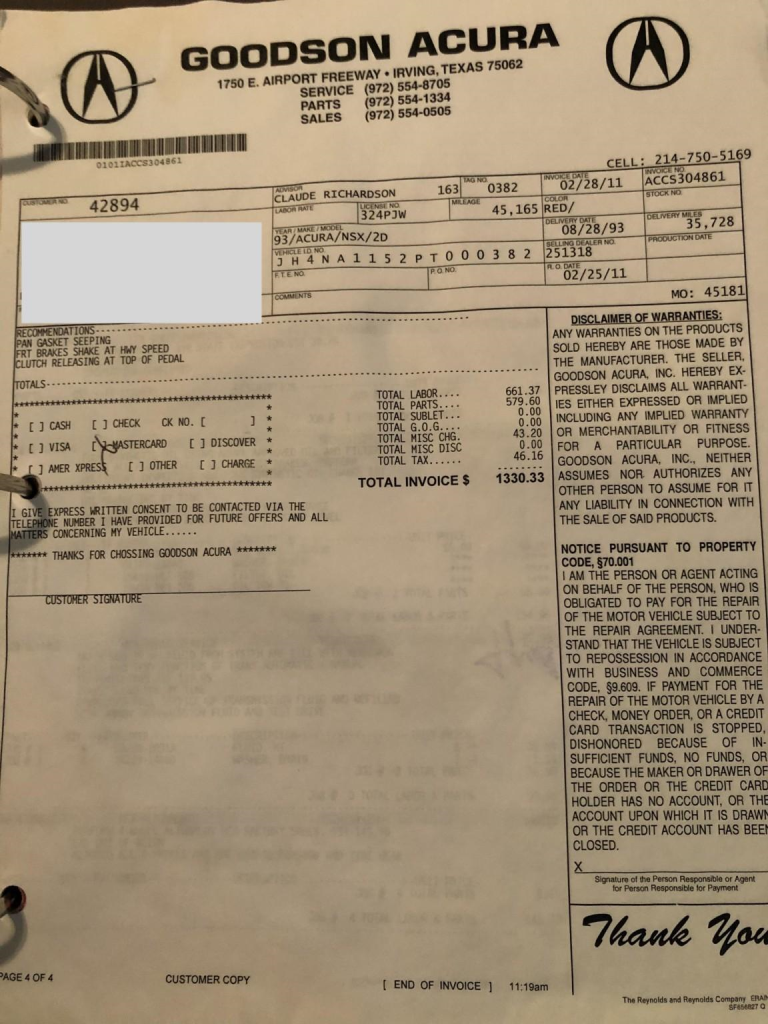 GOODSON ACURA
1750 E. AIRPORT FREEWAY • IRVING, TEXAS 75062
SERVICE (972) 554-8705
PARTS (972) 554-1334
SALES (972) 554-0505
0101IACCS304861
CELL: 214-750-5169
CUSTOMER NO. 42894
ADVISOR CLAUDE RICHARDSON 163
TAG NO. 0382
INVOICE DATE 02/28/11
INVOICE NO. ACCS304861
LABOR RATE
LICENSE NO. 324PJW
MILEAGE 45,165
COLOR RED/
STOCK NO.
YEAR / MAKE / MODEL 93/ACURA/NSX/2D
DELIVERY DATE 08/28/93
DELIVERY MILES 35,728
VEHICLE I.D. NO. JH4NA1152PT000382
SELLING DEALER NO. 251318
PRODUCTION DATE
F.T.E. NO.
P.O. NO.
R.O. DATE 02/25/11
COMMENTS
MO: 45181
RECOMMENDATIONS
PAN GASKET SEEPING
FRT BRAKES SHAKE AT HWY SPEED
CLUTCH RELEASING AT TOP OF PEDAL
TOTALS
[ ] CASH [ ] CHECK CK NO. [ ]
[ ] VISA [ ] MASTERCARD [ ] DISCOVER
[ ] AMER XPRESS [ ] OTHER [ ] CHARGE
TOTAL LABOR.... 661.37
TOTAL PARTS.... 579.60
TOTAL SUBLET... 0.00
TOTAL G.O.G.... 0.00
TOTAL MISC CHG. 43.20
TOTAL MISC DISC 0.00
TOTAL TAX...... 46.16
TOTAL INVOICE $ 1330.33
I GIVE EXPRESS WRITTEN CONSENT TO BE CONTACTED VIA THE
TELEPHONE NUMBER I HAVE PROVIDED FOR FUTURE OFFERS AND ALL
MATTERS CONCERNING MY VEHICLE......
******* THANKS FOR CHOSSING GOODSON ACURA *******
CUSTOMER SIGNATURE
DISCLAIMER OF WARRANTIES:
ANY WARRANTIES ON THE PRODUCTS
SOLD HEREBY ARE THOSE MADE BY
THE MANUFACTURER. THE SELLER,
GOODSON ACURA, INC. HEREBY EX-
PRESSLEY DISCLAIMS ALL WARRANT-
IES EITHER EXPRESSED OR IMPLIED
INCLUDING ANY IMPLIED WARRANTY
OR MERCHANTABILITY OR FITNESS
FOR A PARTICULAR PURPOSE.
GOODSON ACURA, INC., NEITHER
ASSUMES NOR AUTHORIZES ANY
OTHER PERSON TO ASSUME FOR IT
ANY LIABILITY IN CONNECTION WITH
THE SALE OF SAID PRODUCTS.
NOTICE PURSUANT TO PROPERTY
CODE, §70.001
I AM THE PERSON OR AGENT ACTING
ON BEHALF OF THE PERSON, WHO IS
OBLIGATED TO PAY FOR THE REPAIR
OF THE MOTOR VEHICLE SUBJECT TO
THE REPAIR AGREEMENT. I UNDER-
STAND THAT THE VEHICLE IS SUBJECT
TO REPOSSESSION IN ACCORDANCE
WITH BUSINESS AND COMMERCE
CODE, §9.609. IF PAYMENT FOR THE
REPAIR OF THE MOTOR VEHICLE BY A
CHECK, MONEY ORDER, OR A CREDIT
CARD TRANSACTION IS STOPPED,
DISHONORED BECAUSE OF IN-
SUFFICIENT FUNDS, NO FUNDS, OR
BECAUSE THE MAKER OR DRAWER OF
THE ORDER OR THE CREDIT CARD
HOLDER HAS NO ACCOUNT, OR THE
ACCOUNT UPON WHICH IT IS DRAWN
OR THE CREDIT ACCOUNT HAS BEEN
CLOSED.
X
Signature of the Person Responsible or Agent
for Person Responsible for Payment
Thank You
PAGE 4 OF 4
CUSTOMER COPY
[ END OF INVOICE ] 11:19am
The Reynolds and Reynolds Company